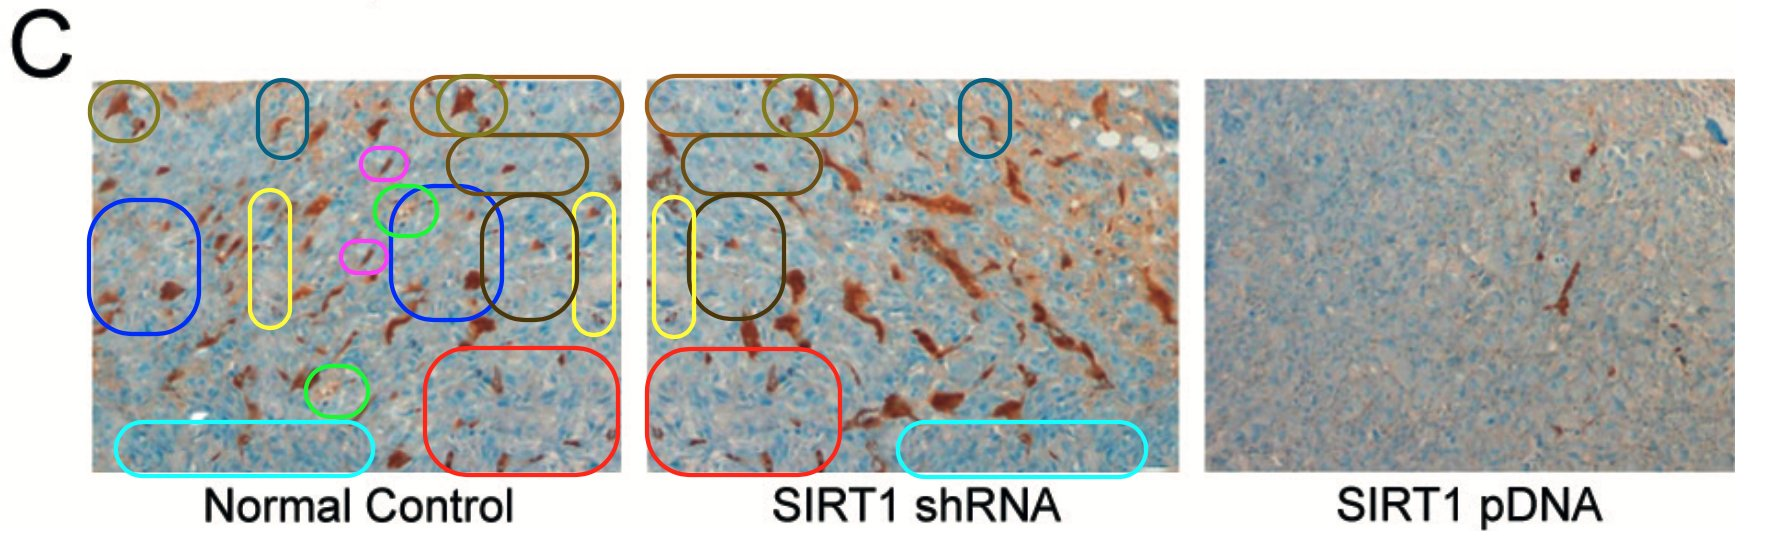 C
Normal Control
SIRT1 shRNA
SIRT1 pDNA